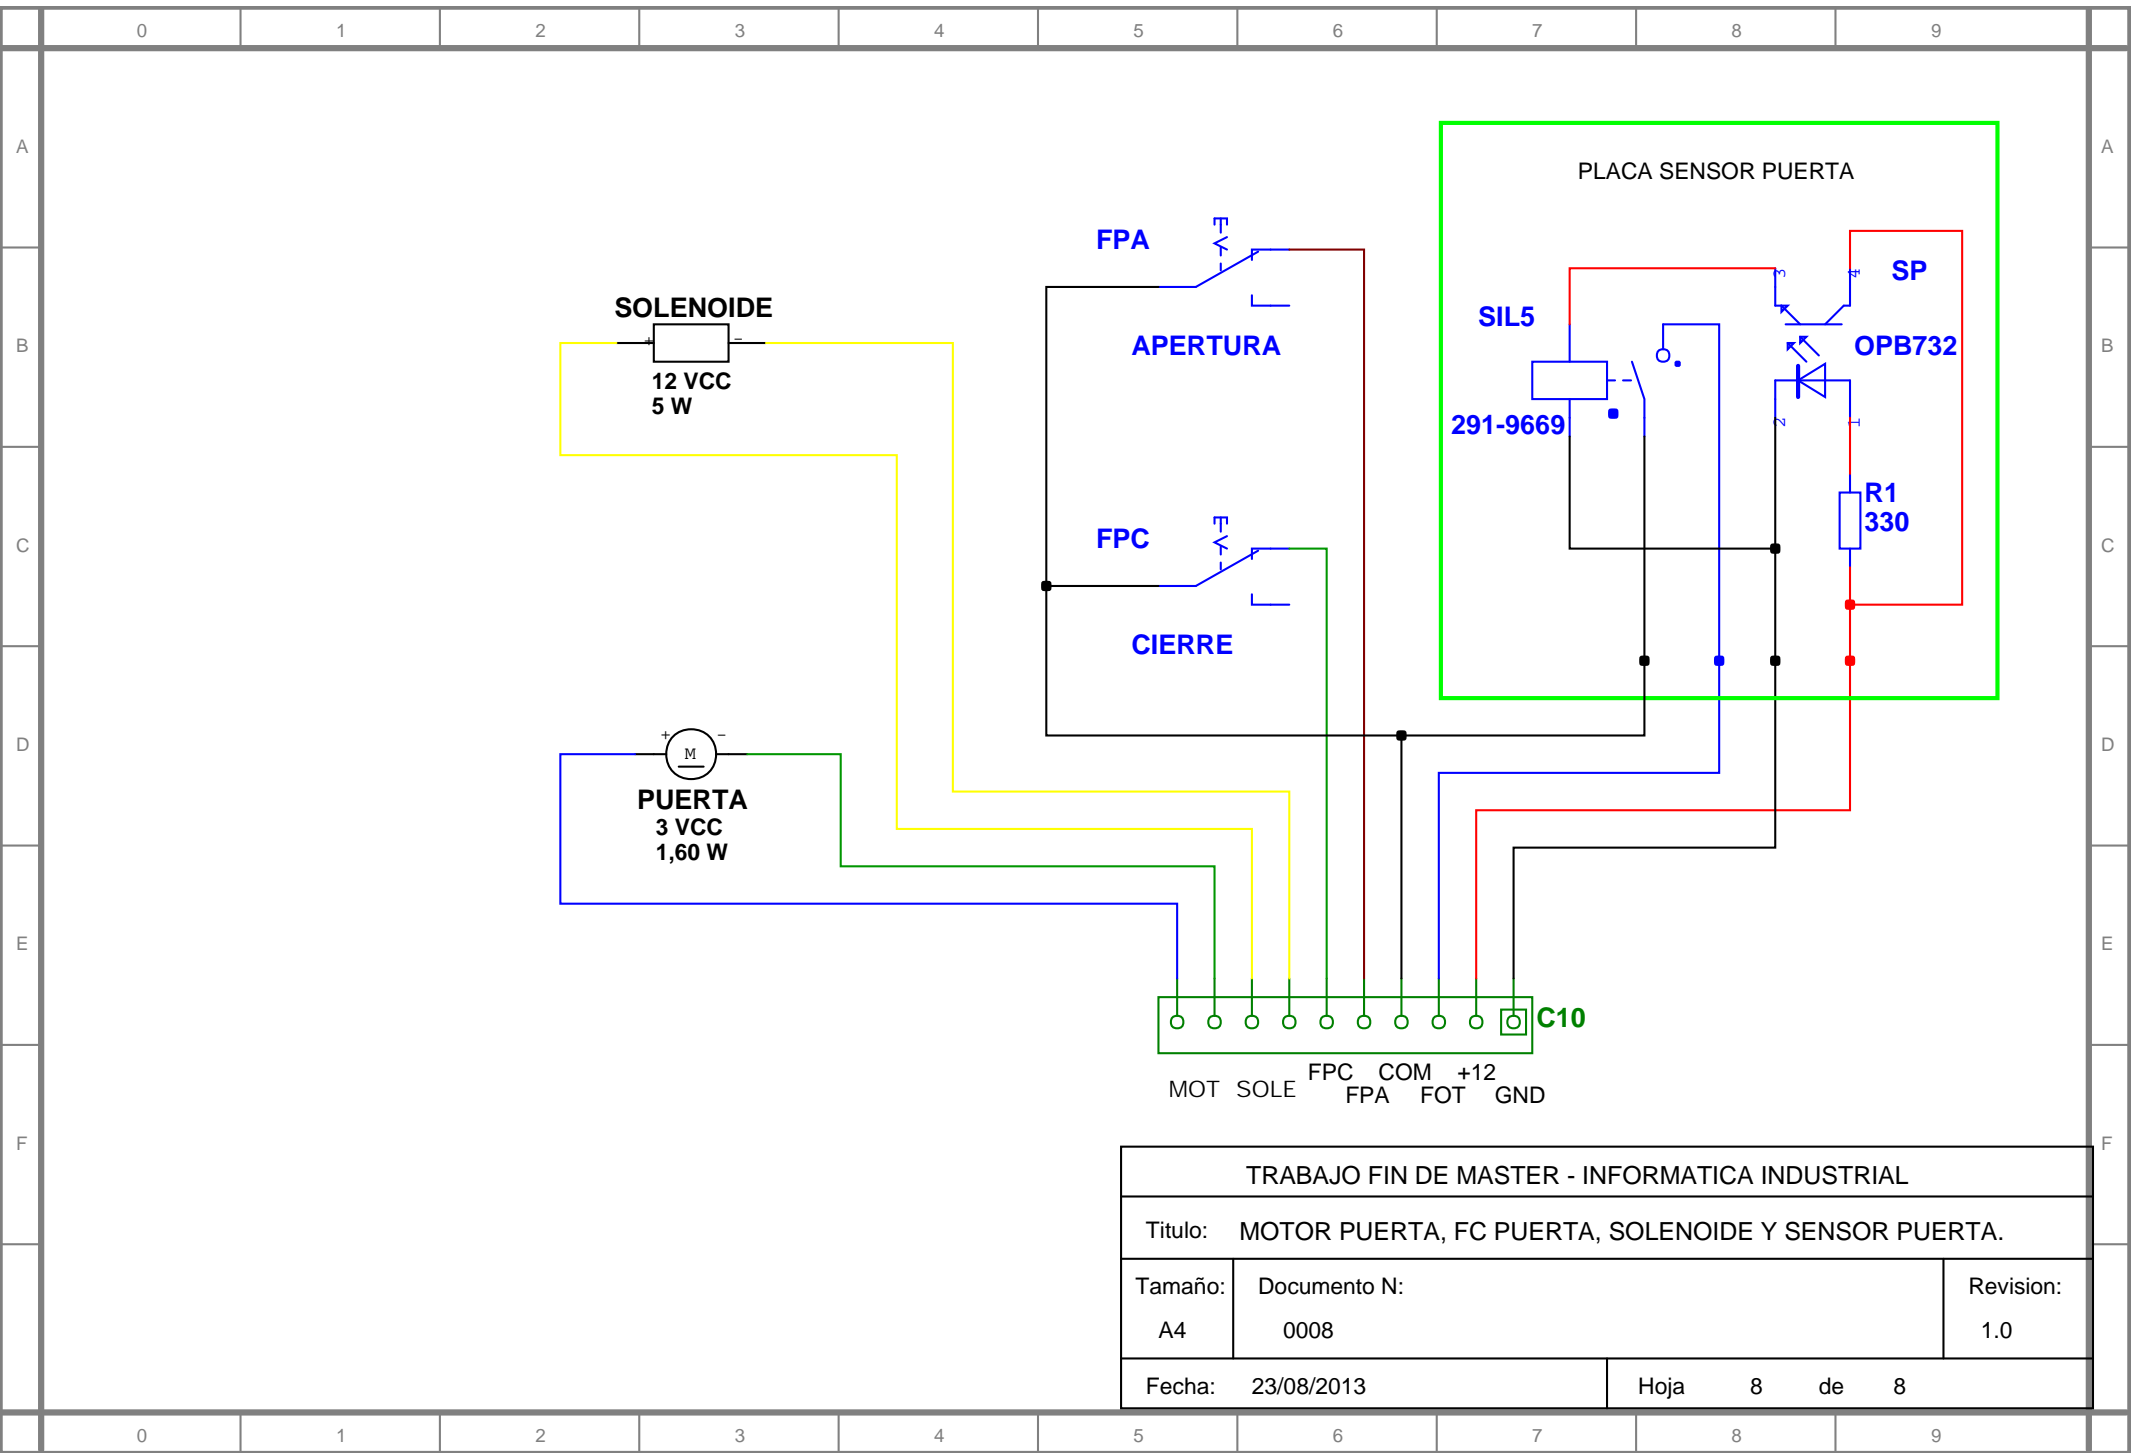 0 1 2 3 4 5 6 7 8 9
A A
PLACA SENSOR PUERTA
FPA
3 4 SP
SOLENOIDE
SIL5
B APERTURA OPB732 B
+ −
12 VCC
5 W
291-9669 2 1
R1
330
C FPC C
CIERRE
D + − D
M
PUERTA
3 VCC
1,60 W
E E
C10
FPC COM +12
MOT SOLE FPA FOT GND
F F
TRABAJO FIN DE MASTER - INFORMATICA INDUSTRIAL
Titulo: MOTOR PUERTA, FC PUERTA, SOLENOIDE Y SENSOR PUERTA.
Tamaño: Documento N: Revision:
A4 0008 1.0
Fecha: 23/08/2013 Hoja 8 de 8
0 1 2 3 4 5 6 7 8 9